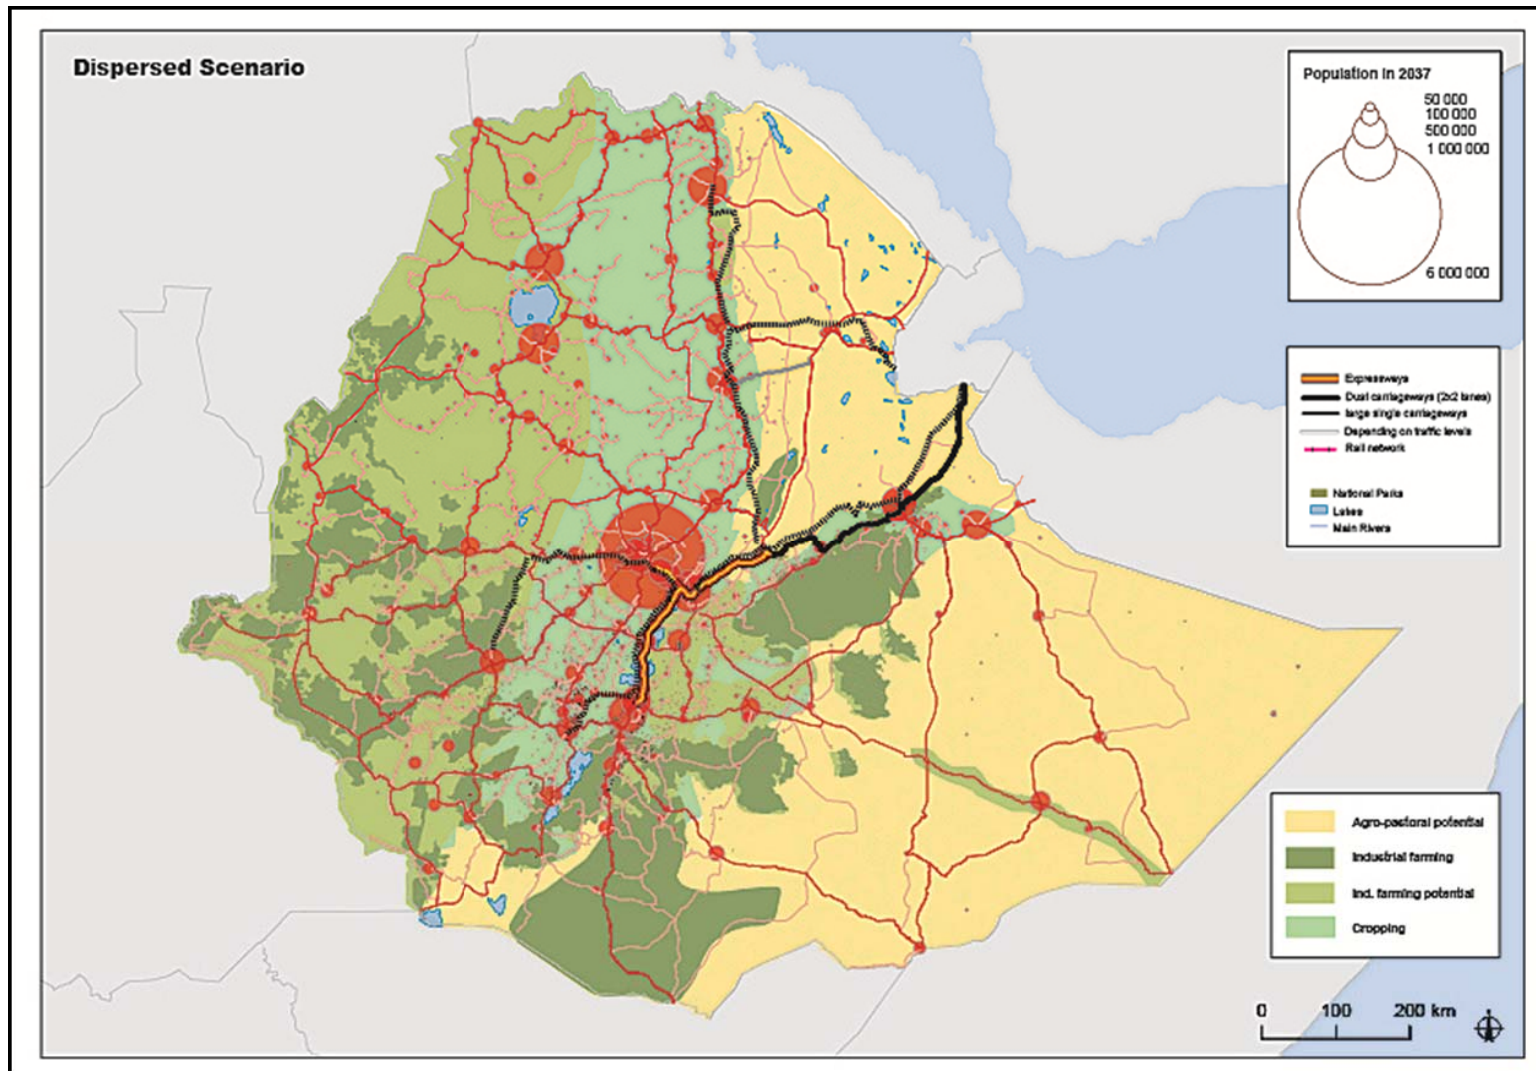 Dispersed Scenario
Population in 2037
50 000
100 000
500 000
1 000 000
6 000 000
Expressways
Dual carriageways (2x2 lanes)
large single carriageways
Depending on traffic levels
Rail network
National Parks
Lakes
Main Rivers
Agro-pastoral potential
Industrial farming
Ind. farming potential
Cropping
0 100 200 km